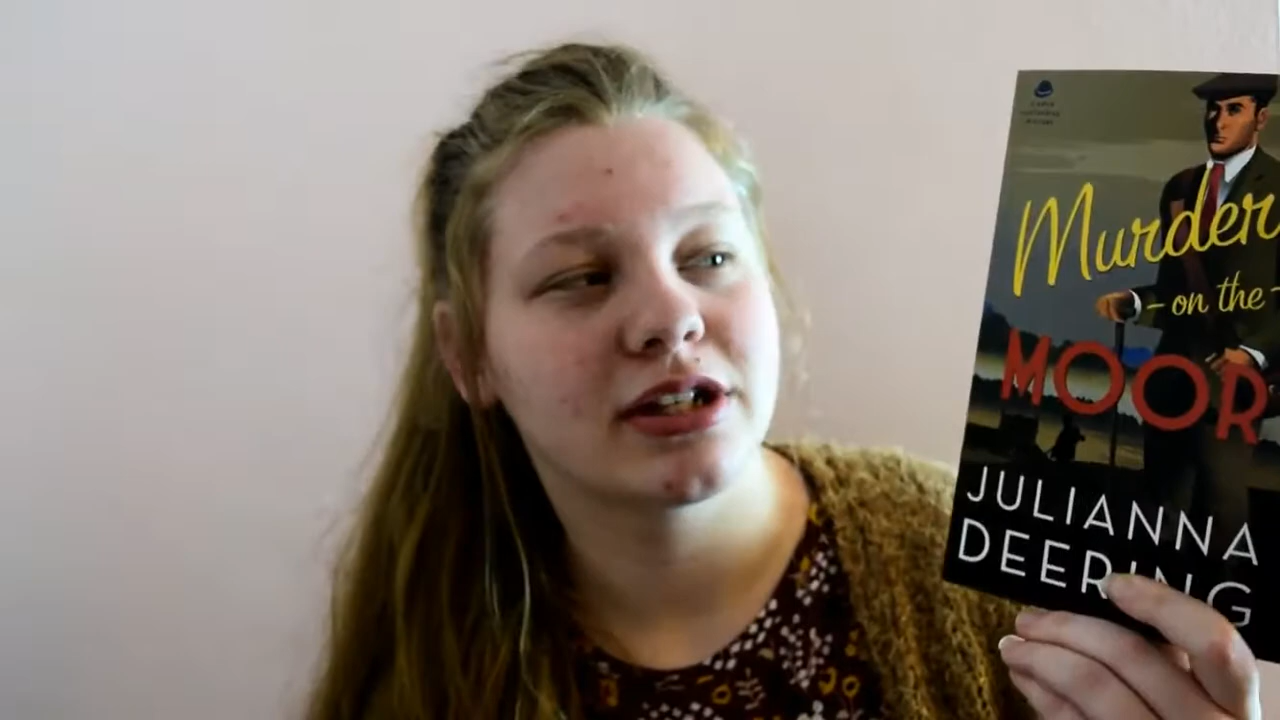 Murder
- on the -
MOOR
JULIANNA
DEERING